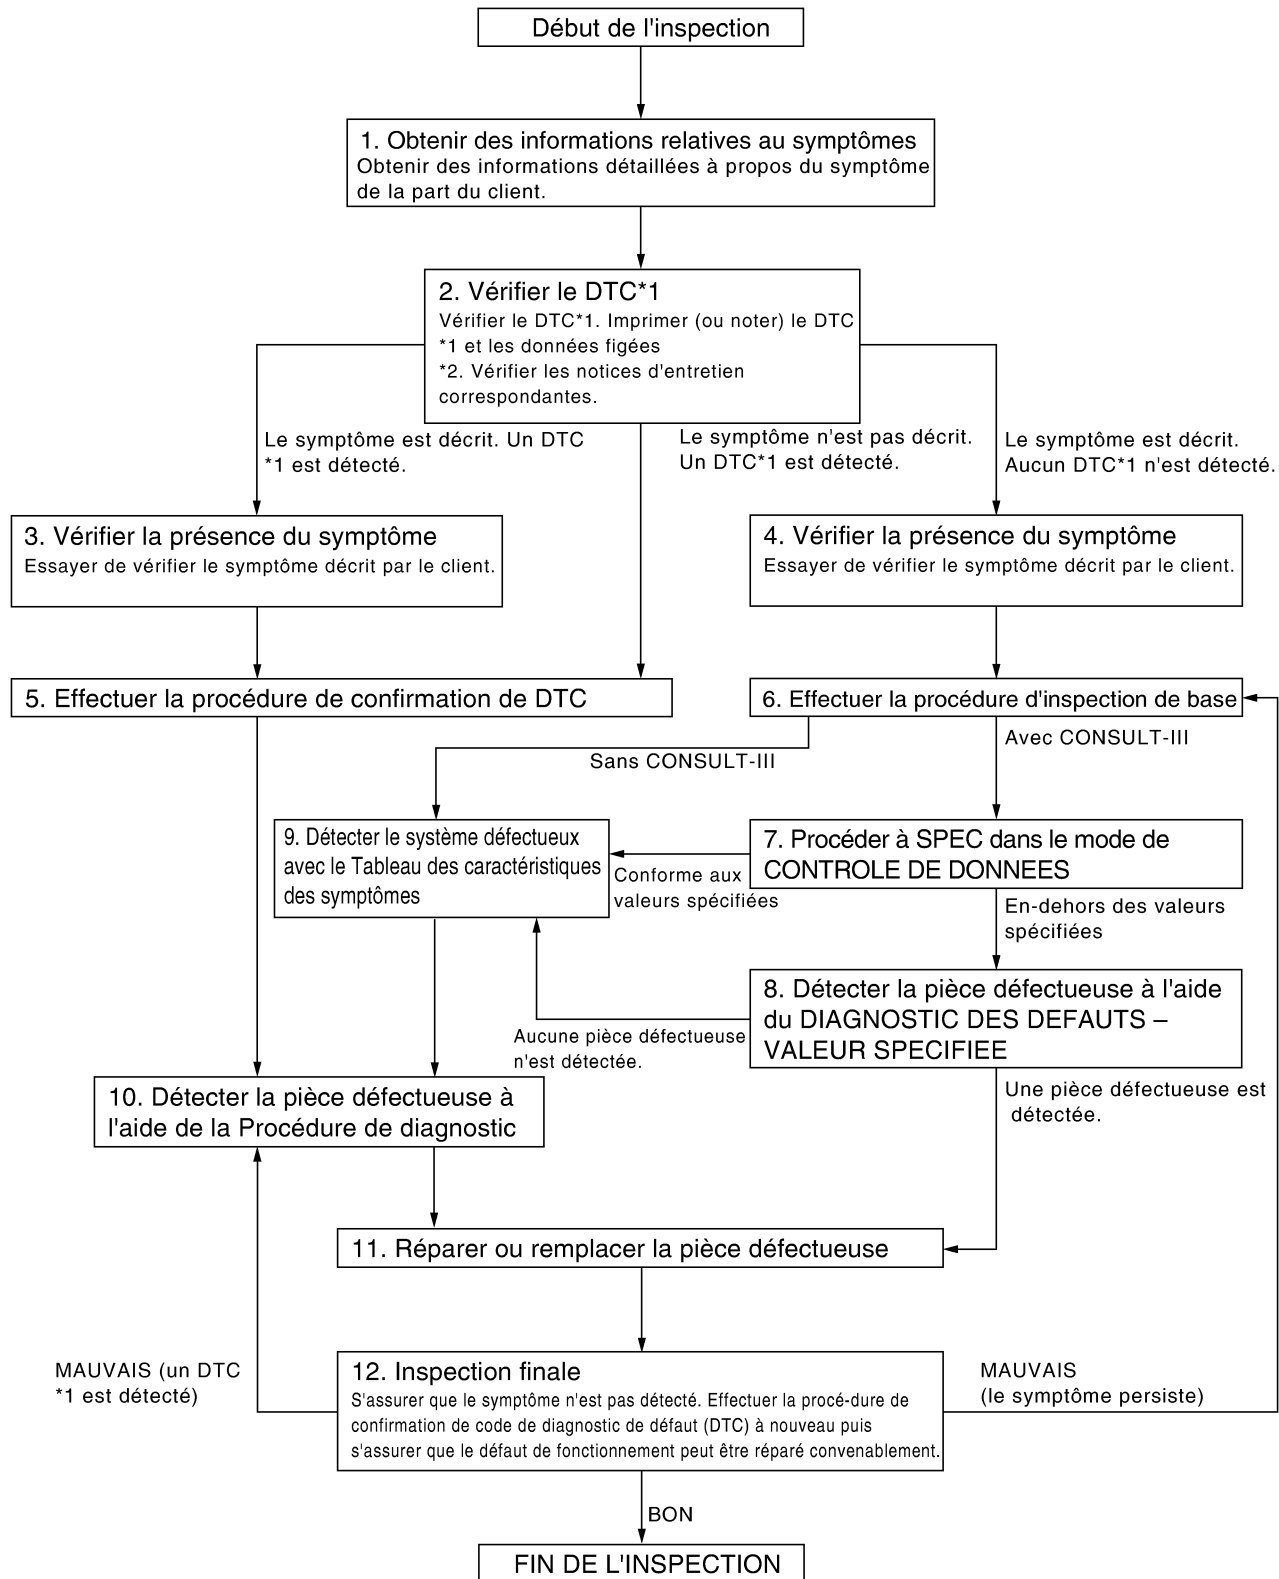 Début de l'inspection
1. Obtenir des informations relatives au symptômes
Obtenir des informations détaillées à propos du symptôme
de la part du client.
2. Vérifier le DTC*1
Vérifier le DTC*1. Imprimer (ou noter) le DTC
*1 et les données figées
*2. Vérifier les notices d'entretien
correspondantes.
Le symptôme est décrit. Un DTC
*1 est détecté.
Le symptôme n'est pas décrit.
Un DTC*1 est détecté.
Le symptôme est décrit.
Aucun DTC*1 n'est détecté.
3. Vérifier la présence du symptôme
Essayer de vérifier le symptôme décrit par le client.
4. Vérifier la présence du symptôme
Essayer de vérifier le symptôme décrit par le client.
5. Effectuer la procédure de confirmation de DTC
6. Effectuer la procédure d'inspection de base
Sans CONSULT-III
Avec CONSULT-III
9. Détecter le système défectueux
avec le Tableau des caractéristiques
des symptômes
Conforme aux
valeurs spécifiées
7. Procéder à SPEC dans le mode de
CONTROLE DE DONNEES
En-dehors des valeurs
spécifiées
8. Détecter la pièce défectueuse à l'aide
du DIAGNOSTIC DES DEFAUTS –
VALEUR SPECIFIEE
Aucune pièce défectueuse
n'est détectée.
Une pièce défectueuse est
détectée.
10. Détecter la pièce défectueuse à
l'aide de la Procédure de diagnostic
11. Réparer ou remplacer la pièce défectueuse
MAUVAIS (un DTC
*1 est détecté)
12. Inspection finale
S'assurer que le symptôme n'est pas détecté. Effectuer la procé-dure de
confirmation de code de diagnostic de défaut (DTC) à nouveau puis
s'assurer que le défaut de fonctionnement peut être réparé convenablement.
MAUVAIS
(le symptôme persiste)
BON
FIN DE L'INSPECTION